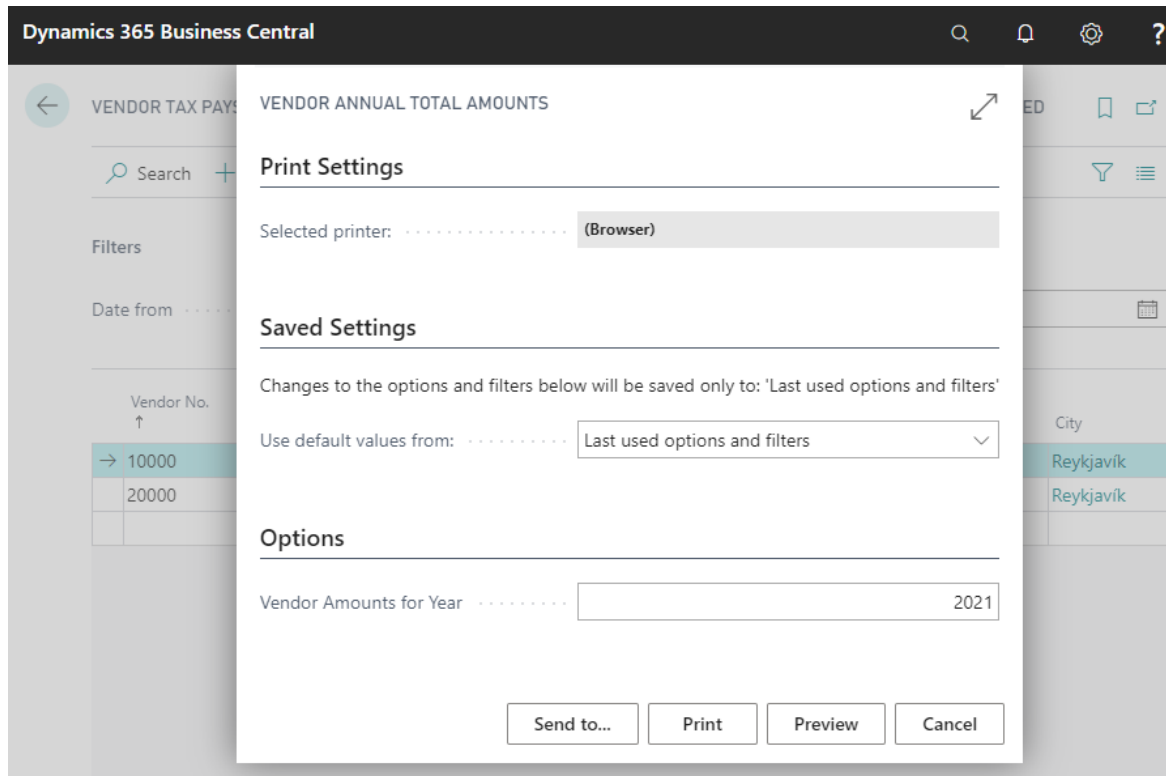 Dynamics 365 Business Central
?
VENDOR TAX PAYS
ED
VENDOR ANNUAL TOTAL AMOUNTS
Search
Print Settings
Selected printer:
(Browser)
Filters
Date from
Saved Settings
Changes to the options and filters below will be saved only to: 'Last used options and filters'
Vendor No.
City
Use default values from:
Last used options and filters
10000
Reykjavík
20000
Reykjavík
Options
Vendor Amounts for Year
2021
Send to...
Print
Preview
Cancel